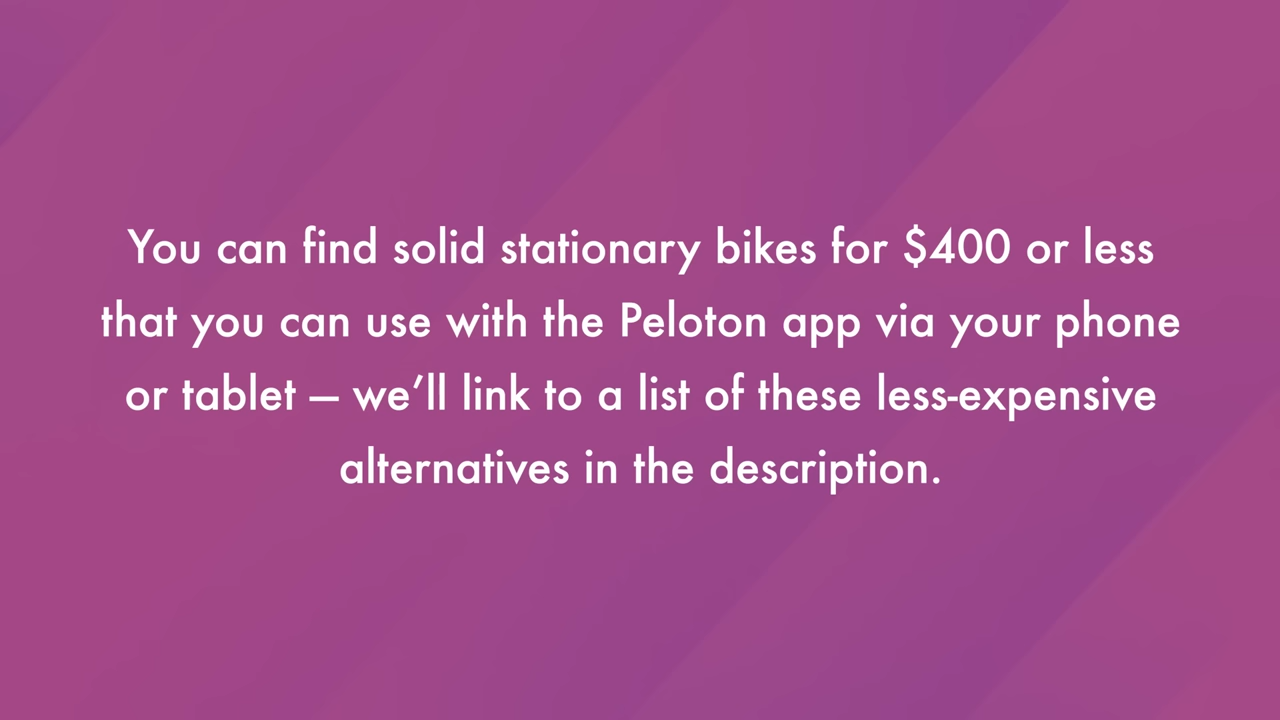 You can find solid stationary bikes for $400 or less
that you can use with the Peloton app via your phone
or tablet — we’ll link to a list of these less-expensive
alternatives in the description.